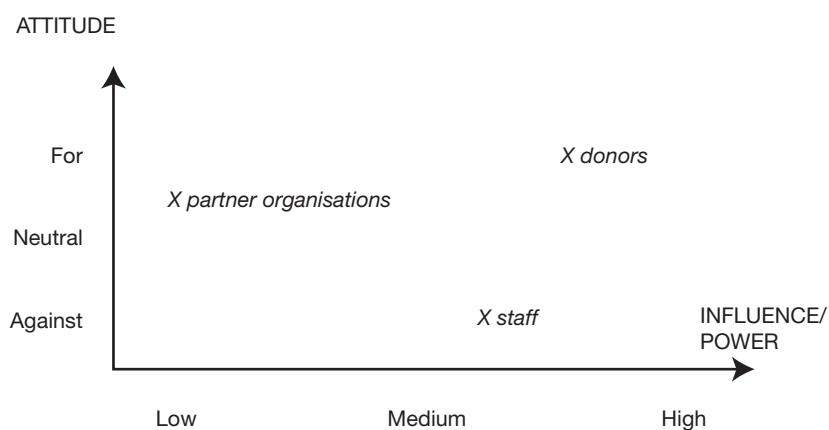 ATTITUDE
For
X donors
X partner organisations
Neutral
Against
X staff
INFLUENCE/
POWER
Low
Medium
High